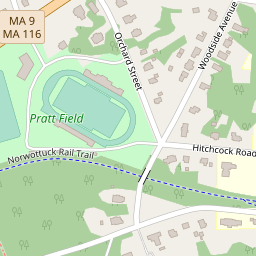 MA 9
MA 116
Orchard Street
Woodside Avenue
Pratt Field
Hitchcock Road
Norwottuck Rail Trail